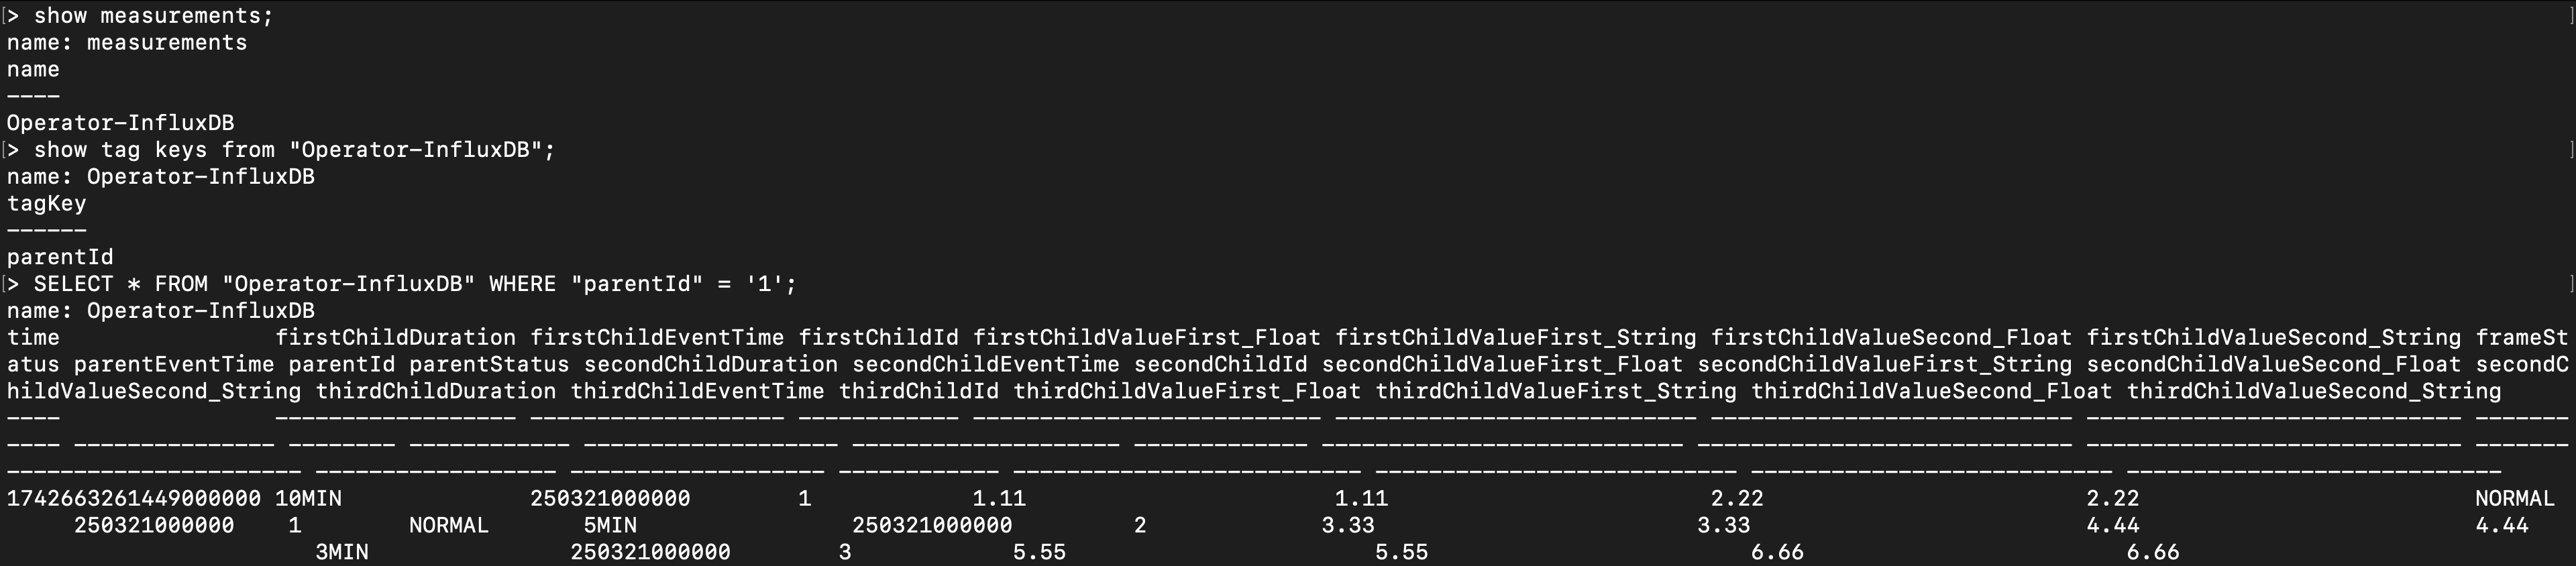 [> show measurements; ]
name: measurements
name
----
Operator-InfluxDB
[> show tag keys from "Operator-InfluxDB"; ]
name: Operator-InfluxDB
tagKey
------
parentId
[> SELECT * FROM "Operator-InfluxDB" WHERE "parentId" = '1'; ]
name: Operator-InfluxDB
time                firstChildDuration firstChildEventTime firstChildId firstChildValueFirst_Float firstChildValueFirst_String firstChildValueSecond_Float firstChildValueSecond_String frameSt
atus parentEventTime parentId parentStatus secondChildDuration secondChildEventTime secondChildId secondChildValueFirst_Float secondChildValueFirst_String secondChildValueSecond_Float secondC
hildValueSecond_String thirdChildDuration thirdChildEventTime thirdChildId thirdChildValueFirst_Float thirdChildValueFirst_String thirdChildValueSecond_Float thirdChildValueSecond_String
----                ------------------ ------------------- ------------ -------------------------- --------------------------- --------------------------- ---------------------------- -------
---- --------------- -------- ------------ ------------------- -------------------- ------------- --------------------------- ---------------------------- ---------------------------- -------
---------------------- ------------------ ------------------- ------------ -------------------------- --------------------------- --------------------------- ----------------------------
1742663261449000000 10MIN              250321000000        1            1.11                       1.11                        2.22                        2.22                         NORMAL
     250321000000    1        NORMAL       5MIN                250321000000         2             3.33                        3.33                         4.44                         4.44
                       3MIN               250321000000        3            5.55                       5.55                        6.66                        6.66